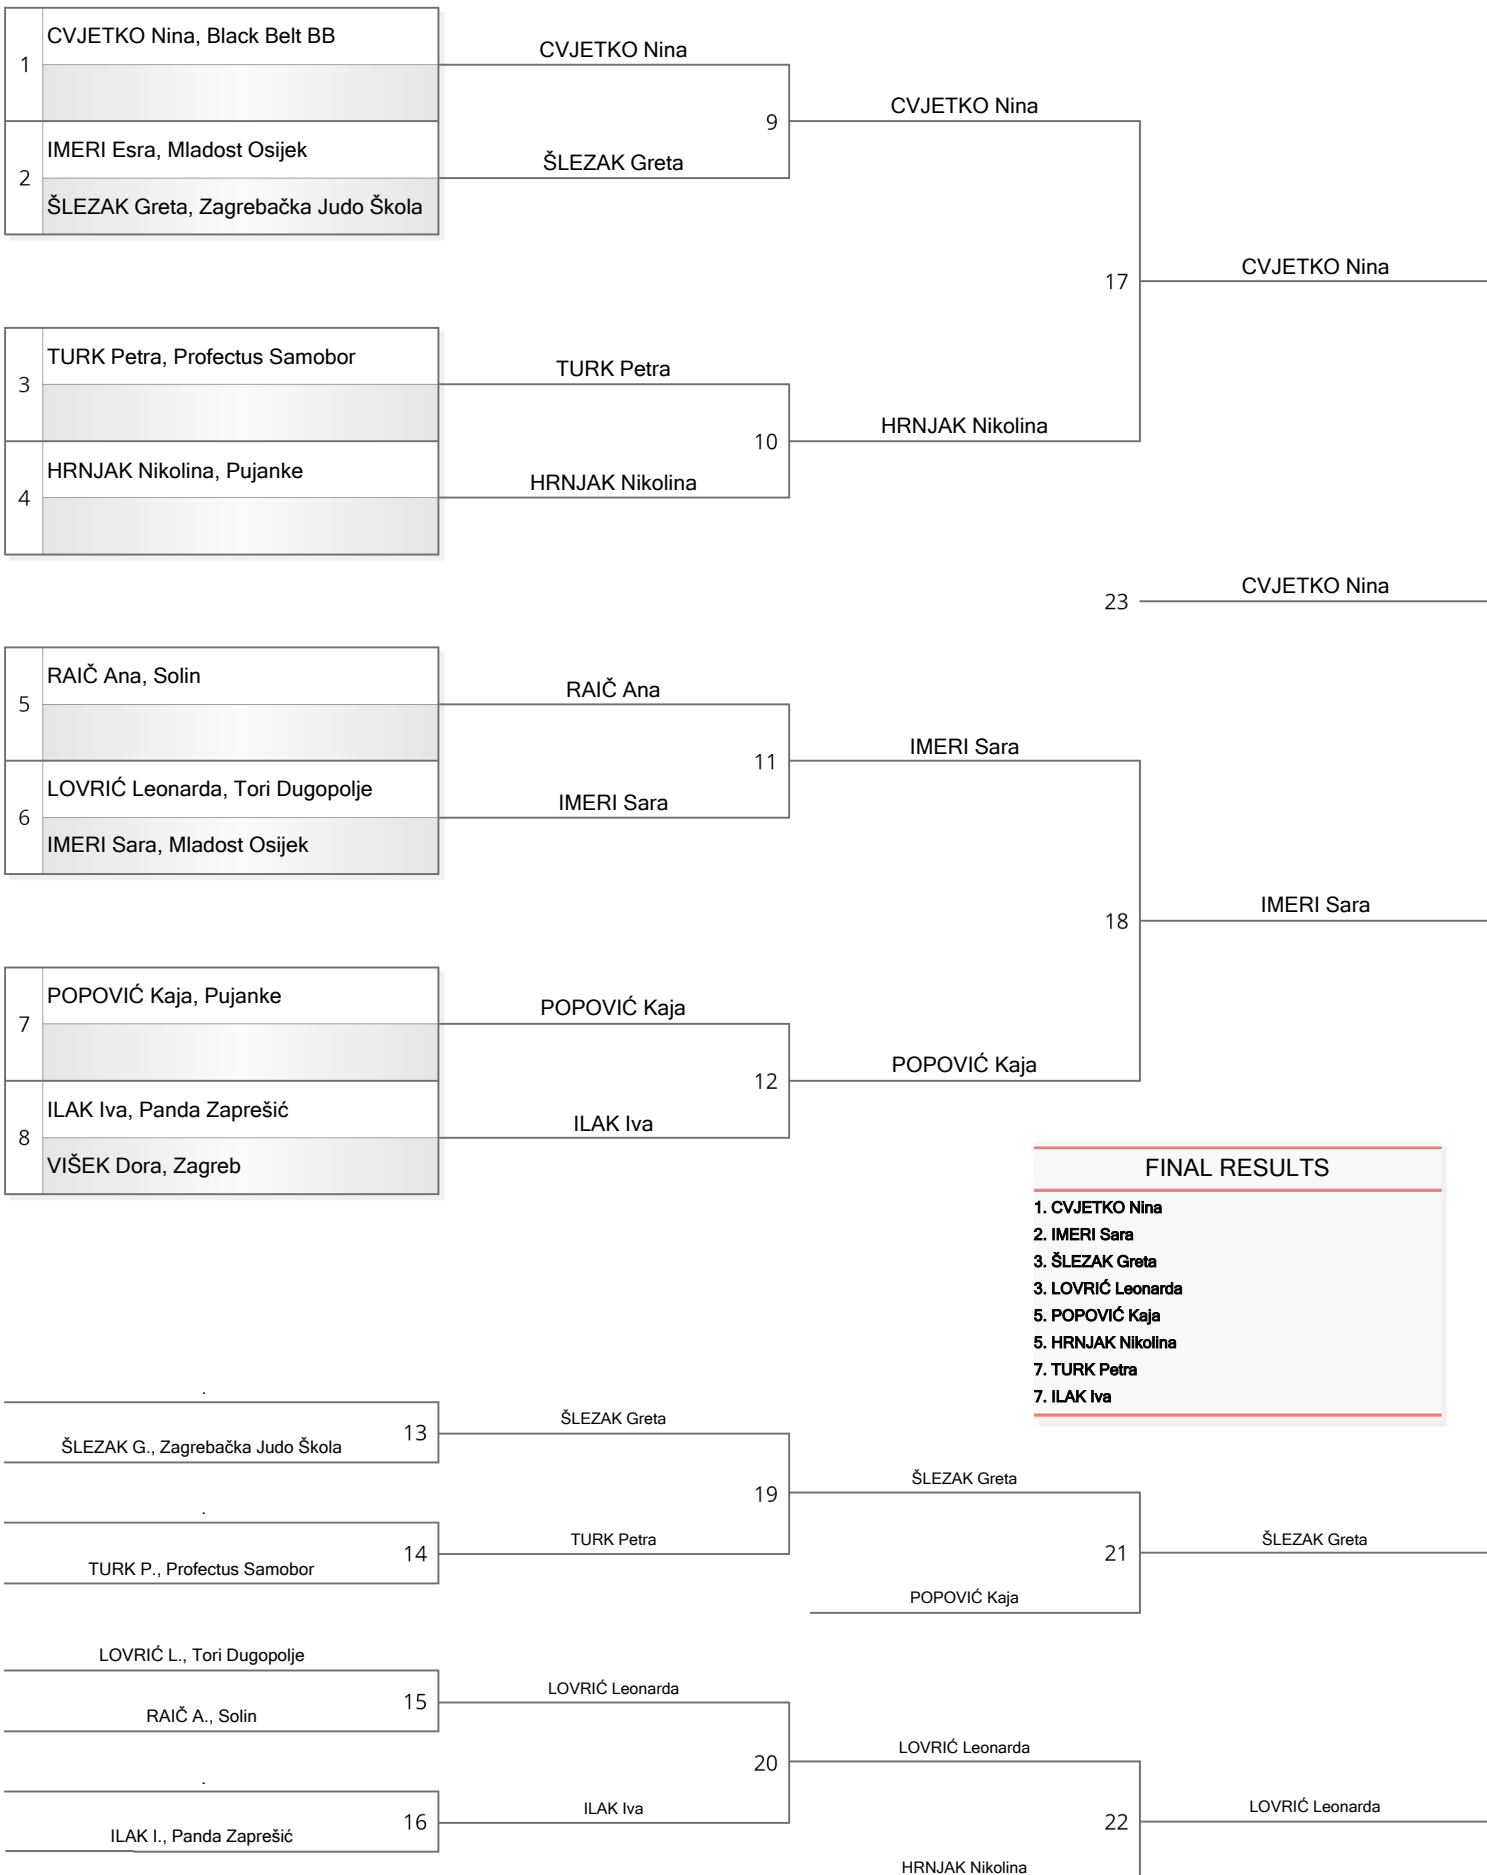 CVJETKO Nina, Black Belt BB
1
CVJETKO Nina
9
CVJETKO Nina
IMERI Esra, Mladost Osijek
2
ŠLEZAK Greta
ŠLEZAK Greta, Zagrebačka Judo Škola
17
CVJETKO Nina
TURK Petra, Profectus Samobor
3
TURK Petra
10
HRNJAK Nikolina
HRNJAK Nikolina, Pujanke
4
HRNJAK Nikolina
23
CVJETKO Nina
RAIČ Ana, Solin
5
RAIČ Ana
11
IMERI Sara
LOVRIĆ Leonarda, Tori Dugopolje
6
IMERI Sara
IMERI Sara, Mladost Osijek
18
IMERI Sara
POPOVIĆ Kaja, Pujanke
7
POPOVIĆ Kaja
12
POPOVIĆ Kaja
ILAK Iva, Panda Zaprešić
8
ILAK Iva
VIŠEK Dora, Zagreb
FINAL RESULTS
1. CVJETKO Nina
2. IMERI Sara
3. ŠLEZAK Greta
3. LOVRIĆ Leonarda
5. POPOVIĆ Kaja
5. HRNJAK Nikolina
7. TURK Petra
7. ILAK Iva
.
13
ŠLEZAK G., Zagrebačka Judo Škola
ŠLEZAK Greta
19
ŠLEZAK Greta
.
14
TURK P., Profectus Samobor
TURK Petra
21
ŠLEZAK Greta
POPOVIĆ Kaja
LOVRIĆ L., Tori Dugopolje
15
RAIČ A., Solin
LOVRIĆ Leonarda
20
LOVRIĆ Leonarda
.
16
ILAK I., Panda Zaprešić
ILAK Iva
22
LOVRIĆ Leonarda
HRNJAK Nikolina